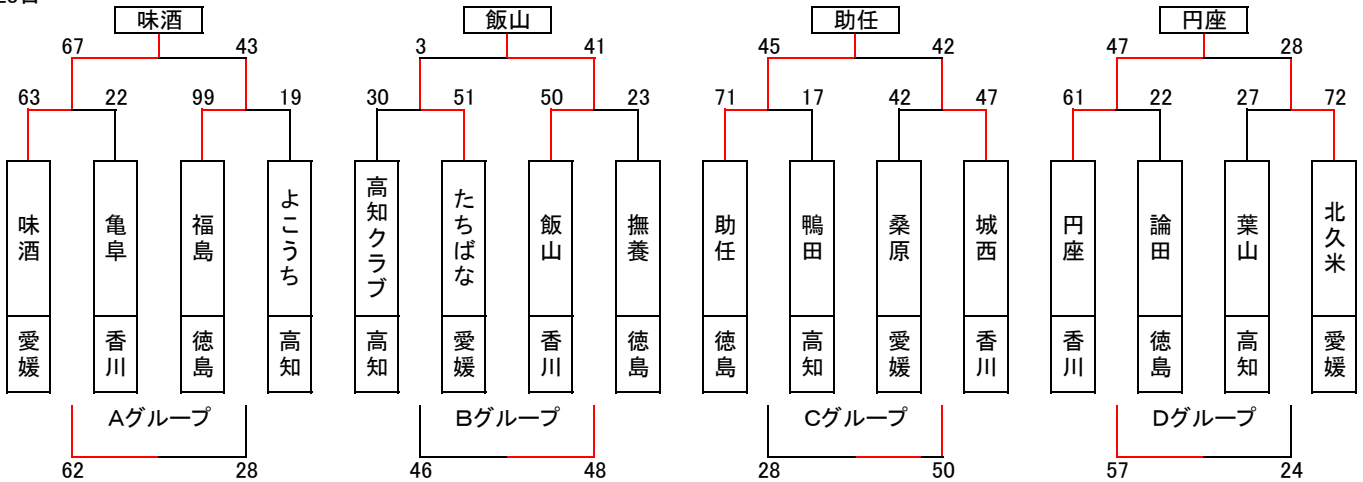 味酒 飯山 助任 円座
67 43 3 41 45 42 47 28
63 22 99 19 30 51 50 23 71 17 42 47 61 22 27 72
味酒 亀阜 福島 よこうち 高知クラブ たちばな 飯山 撫養 助任 鴨田 桑原 城西 円座 論田 葉山 北久米
愛媛 香川 徳島 高知 高知 愛媛 香川 徳島 徳島 高知 愛媛 香川 香川 徳島 高知 愛媛
Aグループ Bグループ Cグループ Dグループ
62 28 46 48 28 50 57 24